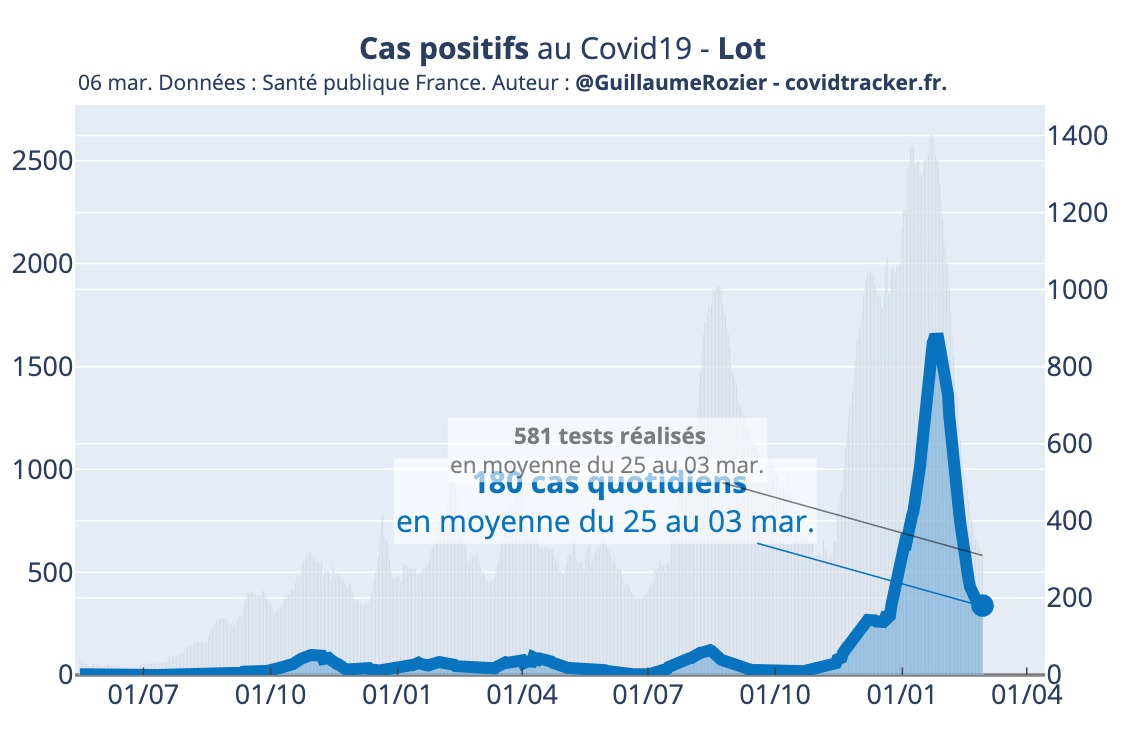 Cas positifs au Covid19 - Lot
06 mar. Données : Santé publique France. Auteur : @GuillaumeRozier - covidtracker.fr.
2500
2000
1500
1000
500
0
1400
1200
1000
800
600
400
200
0
581 tests réalisés
en moyenne du 25 au 03 mar.
180 cas quotidiens
en moyenne du 25 au 03 mar.
01/07 01/10 01/01 01/04 01/07 01/10 01/01 01/04